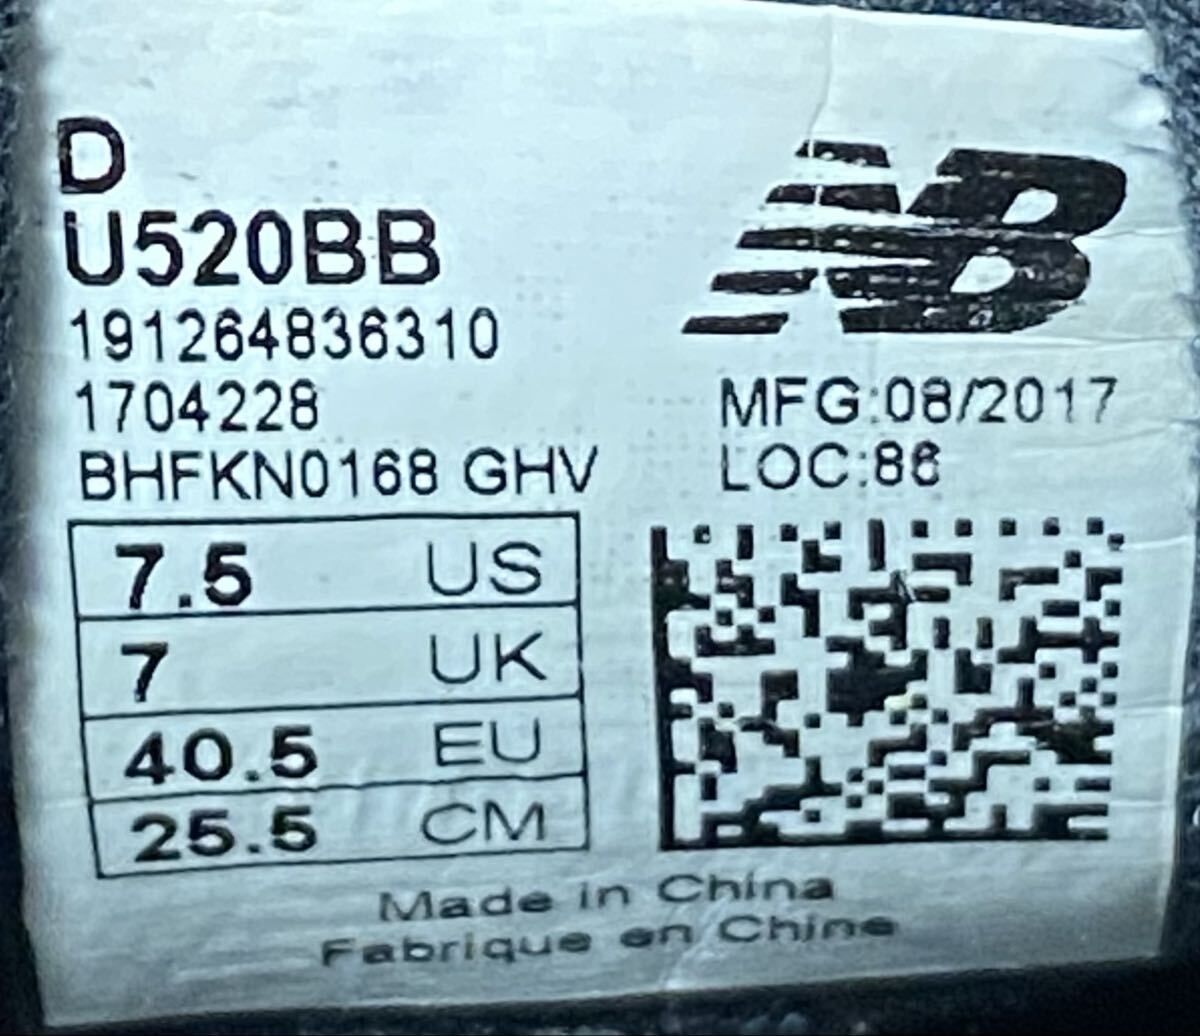 D
U520BB
191264836310
1704228
BHFKN0168 GHV
NB
MFG:08/2017
LOC:86
7.5 US
7 UK
40.5 EU
25.5 CM
Made in China
Fabrique en Chine